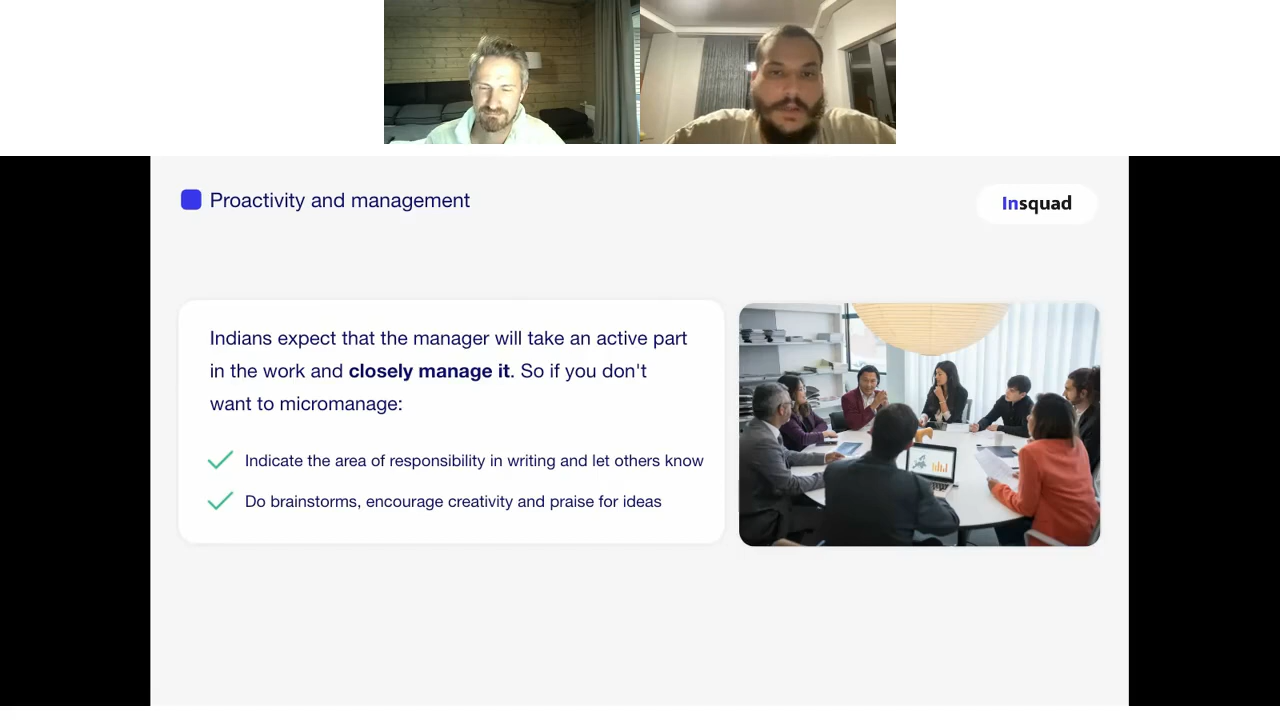 Proactivity and management
Insquad
Indians expect that the manager will take an active part
in the work and closely manage it. So if you don't
want to micromanage:
Indicate the area of responsibility in writing and let others know
Do brainstorms, encourage creativity and praise for ideas